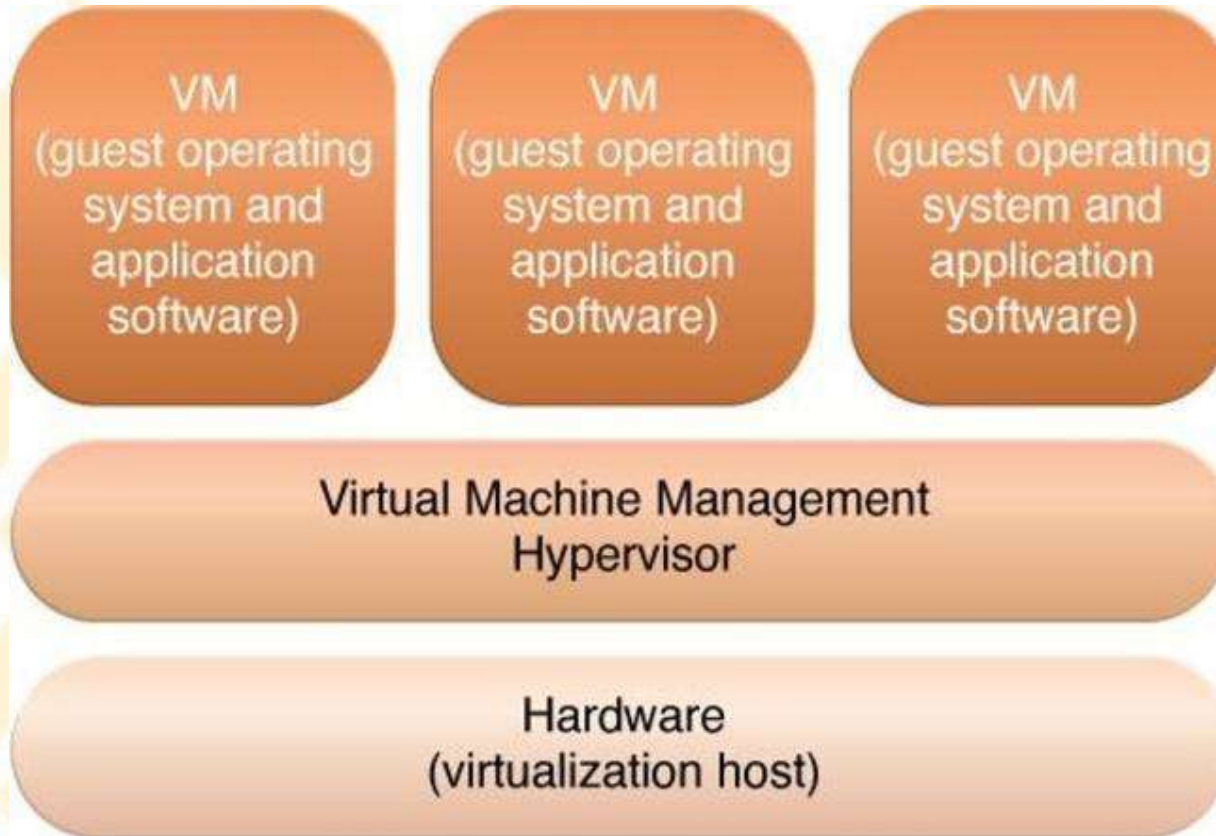 VM
(guest operating
system and
application
software)
VM
(guest operating
system and
application
software)
VM
(guest operating
system and
application
software)
Virtual Machine Management
Hypervisor
Hardware
(virtualization host)